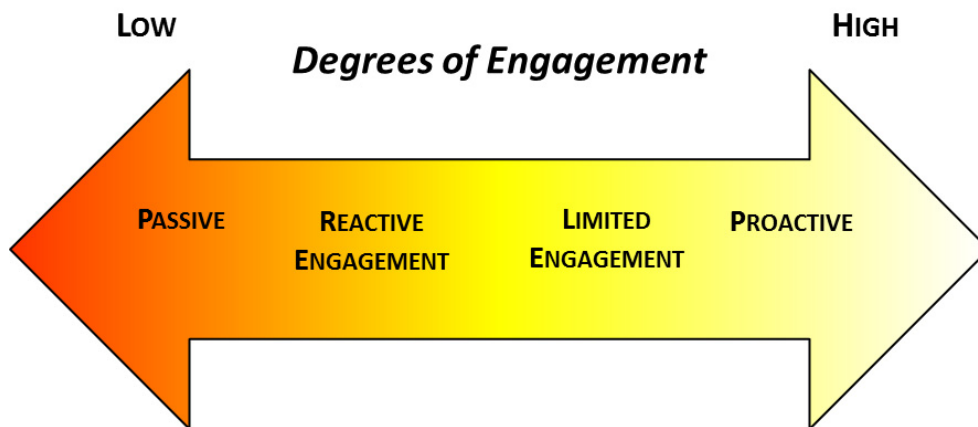 LOW
HIGH
Degrees of Engagement
PASSIVE
REACTIVE
ENGAGEMENT
LIMITED
ENGAGEMENT
PROACTIVE